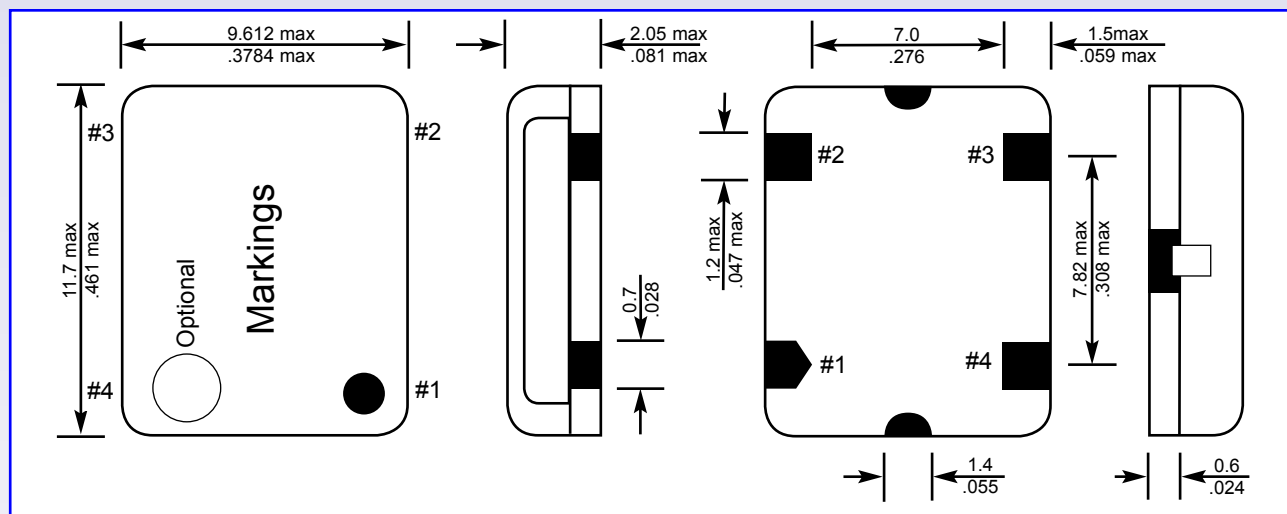 9.612 max
.3784 max
2.05 max
.081 max
7.0
.276
1.5max
.059 max
#3
#2
#2
#3
11.7 max
.461 max
Markings
Optional
1.2 max
.047 max
7.82 max
.308 max
0.7
.028
#4
#1
#1
#4
1.4
.055
0.6
.024